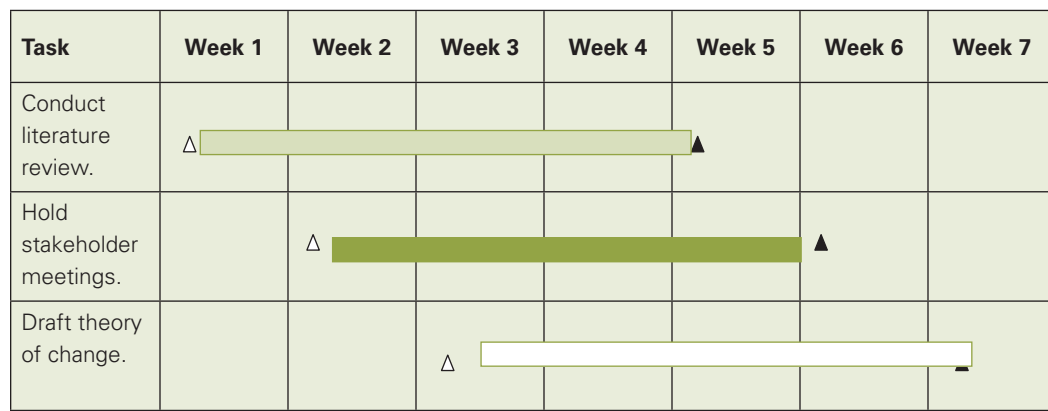 Task Week 1 Week 2 Week 3 Week 4 Week 5 Week 6 Week 7
Conduct
literature
review.
Hold
stakeholder
meetings.
Draft theory
of change.